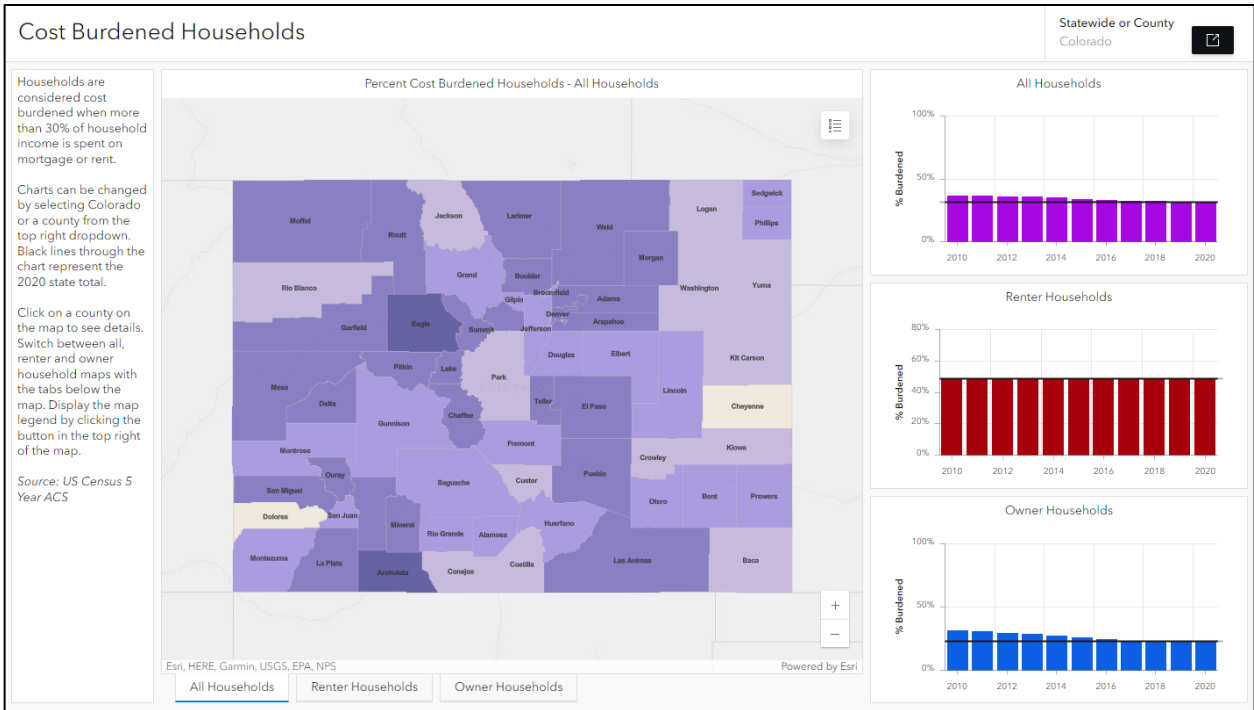 Cost Burdened Households
Statewide or County
Colorado
Households are
considered cost
burdened when more
than 30% of household
income is spent on
mortgage or rent.
Charts can be changed
by selecting Colorado
or a county from the
top right dropdown.
Black lines through the
chart represent the
2020 state total.
Click on a county on
the map to see details.
Switch between all,
renter and owner
household maps with
the tabs below the
map. Display the map
legend by clicking the
button in the top right
of the map.
Source: US Census 5
Year ACS
Percent Cost Burdened Households - All Households
Sedgwick
Logan
Jackson
Larimer
Moffat
Phillips
Weld
Routt
Morgan
Grand
Boulder
Rio Blanco
Washington
Yuma
Broomfield
Gilpin
Adams
Denver
Eagle
Arapahoe
Garfield
Summit
Jefferson
Douglas
Elbert
Kit Carson
Pitkin
Lake
Park
COLORADO
Mesa
Lincoln
Delta
Teller
El Paso
Cheyenne
Chaffee
Gunnison
Fremont
Kiowa
Montrose
Crowley
Ouray
Pueblo
Custer
Saguache
San Miguel
Otero
Bent
Prowers
Dolores
San Juan
Mineral
Huerfano
Rio Grande
Alamosa
Montezuma
La Plata
Archuleta
Conejos
Costilla
Las Animas
Baca
+
−
Esri, HERE, Garmin, USGS, EPA, NPS
Powered by Esri
All Households
Renter Households
Owner Households
All Households
% Burdened
100%
50%
0%
2010 2012 2014 2016 2018 2020
Renter Households
% Burdened
80%
60%
40%
20%
0%
2010 2012 2014 2016 2018 2020
Owner Households
% Burdened
100%
50%
0%
2010 2012 2014 2016 2018 2020